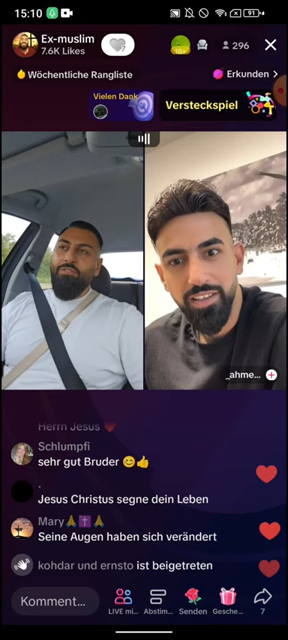 15:10
91
Ex-muslim
7.6K Likes
296
Wöchentliche Rangliste
Erkunden >
Vielen Dank
Versteckspiel
_ahme...
Herrn Jesus ❤️
Schlumpfi
sehr gut Bruder 😊👍
.
Jesus Christus segne dein Leben
Mary🙏✝️🙏
Seine Augen haben sich verändert
kohdar und ernsto ist beigetreten
Komment...
LIVE mi...
Abstim...
Senden
Gesche...
7